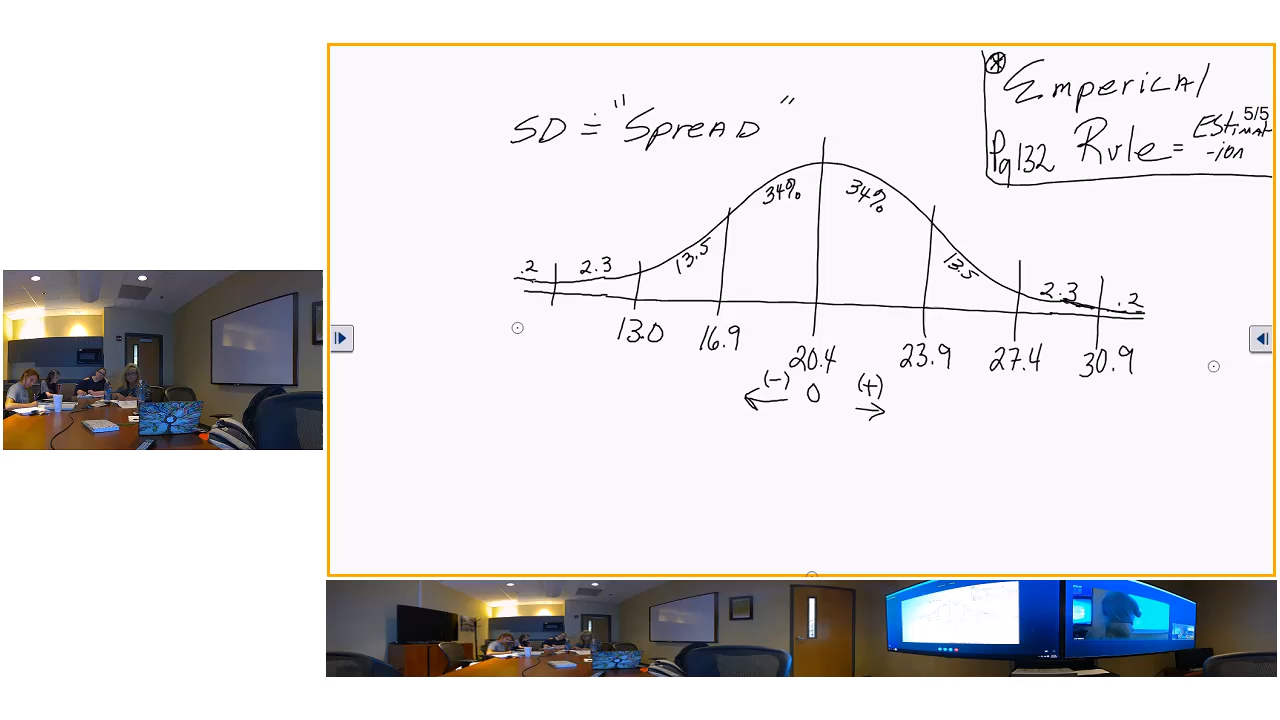 * Emperical
5/5
Pg 132 Rule = Estimat
-ion
SD ≐ "Spread"
34% 34%
13.5 13.5
.2 2.3 2.3 .2
13.0 16.9 20.4 23.9 27.4 30.9
(-) 0 (+)